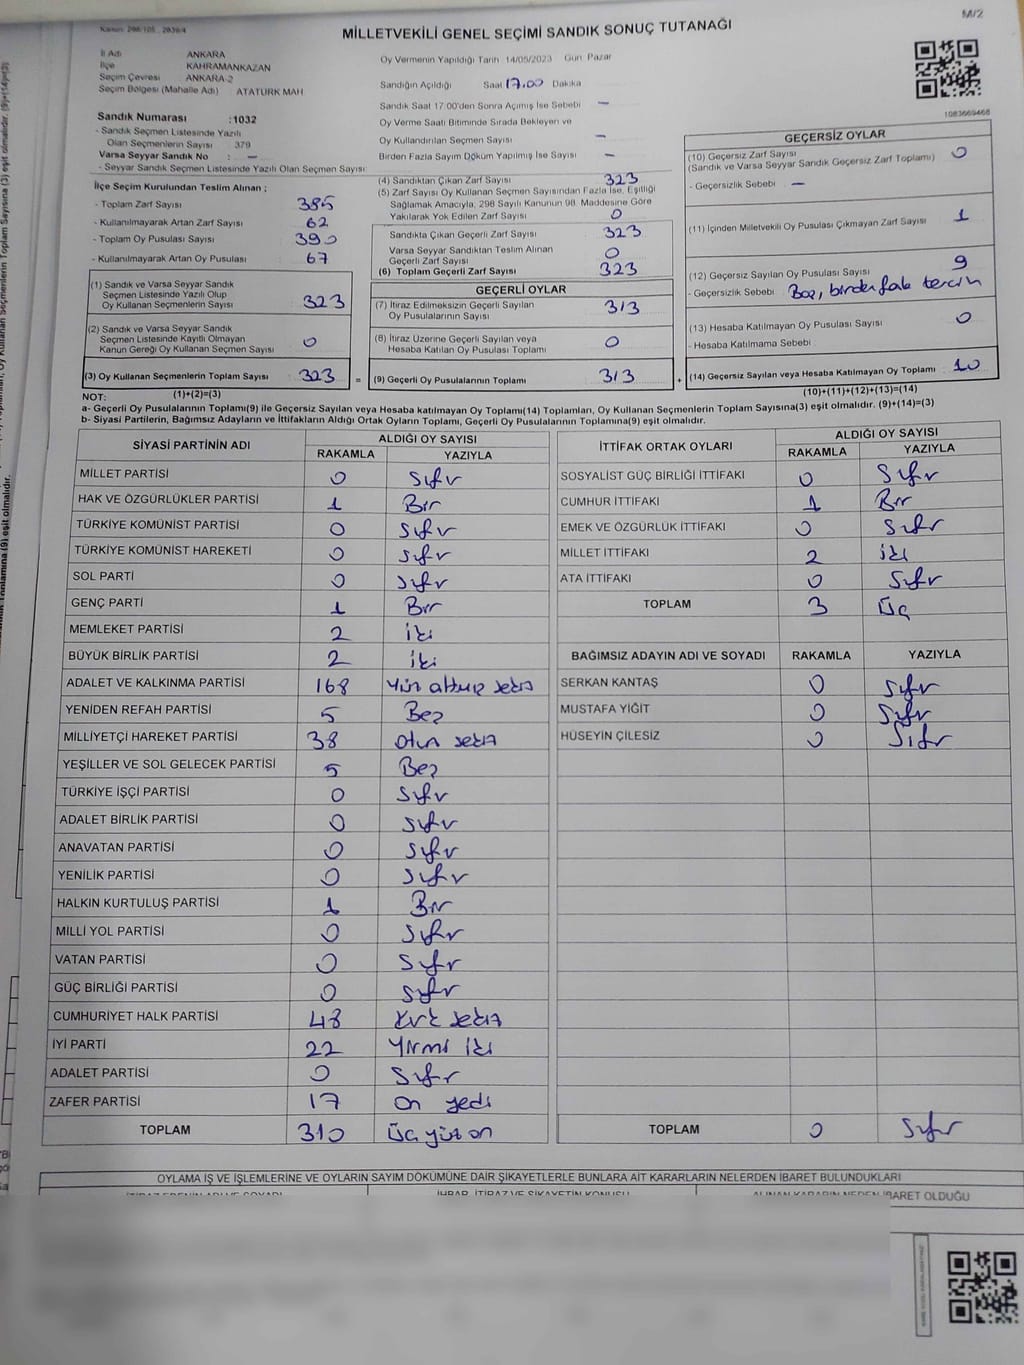 Kanun: 298/105, 2839/4
M/2
MİLLETVEKİLİ GENEL SEÇİMİ SANDIK SONUÇ TUTANAĞI
İl Adı ANKARA
İlçe KAHRAMANKAZAN
Seçim Çevresi ANKARA-2
Seçim Bölgesi (Mahalle Adı) ATATÜRK MAH
Sandık Numarası :1032
- Sandık Seçmen Listesinde Yazılı
Olan Seçmenlerin Sayısı 379
Varsa Seyyar Sandık No : —
- Seyyar Sandık Seçmen Listesinde Yazılı Olan Seçmen Sayısı:
Oy Vermenin Yapıldığı Tarih 14/05/2023 Gün Pazar
Sandığın Açıldığı Saat 17.00 Dakika
Sandık Saat 17:00'den Sonra Açılmış İse Sebebi —
Oy Verme Saati Bitiminde Sırada Bekleyen ve
Oy Kullandırılan Seçmen Sayısı —
Birden Fazla Sayım Döküm Yapılmış İse Sayısı —
1083669468
İlçe Seçim Kurulundan Teslim Alınan ;
- Toplam Zarf Sayısı 385
- Kullanılmayarak Artan Zarf Sayısı 62
- Toplam Oy Pusulası Sayısı 390
- Kullanılmayarak Artan Oy Pusulası 67
(1) Sandık ve Varsa Seyyar Sandık
Seçmen Listesinde Yazılı Olup
Oy Kullanan Seçmenlerin Sayısı 323
(2) Sandık ve Varsa Seyyar Sandık
Seçmen Listesinde Kayıtlı Olmayan
Kanun Gereği Oy Kullanan Seçmen Sayısı 0
(3) Oy Kullanan Seçmenlerin Toplam Sayısı 323 =
(4) Sandıktan Çıkan Zarf Sayısı 323
(5) Zarf Sayısı Oy Kullanan Seçmen Sayısından Fazla İse, Eşitliği
Sağlamak Amacıyla, 298 Sayılı Kanunun 98. Maddesine Göre
Yakılarak Yok Edilen Zarf Sayısı 0
Sandıkta Çıkan Geçerli Zarf Sayısı 323
Varsa Seyyar Sandıktan Teslim Alınan
Geçerli Zarf Sayısı 0
(6) Toplam Geçerli Zarf Sayısı 323
GEÇERLİ OYLAR
(7) İtiraz Edilmeksizin Geçerli Sayılan
Oy Pusulalarının Sayısı 313
(8) İtiraz Üzerine Geçerli Sayılan veya
Hesaba Katılan Oy Pusulası Toplamı 0
(9) Geçerli Oy Pusulalarının Toplamı 313 +
GEÇERSİZ OYLAR
(10) Geçersiz Zarf Sayısı 0
(Sandık ve Varsa Seyyar Sandık Geçersiz Zarf Toplamı)
- Geçersizlik Sebebi —
(11) İçinden Milletvekili Oy Pusulası Çıkmayan Zarf Sayısı 1
(12) Geçersiz Sayılan Oy Pusulası Sayısı 9
- Geçersizlik Sebebi Boş, birden fazla tercih
(13) Hesaba Katılmayan Oy Pusulası Sayısı 0
- Hesaba Katılmama Sebebi
(14) Geçersiz Sayılan veya Hesaba Katılmayan Oy Toplamı 10
NOT: (1)+(2)=(3) (10)+(11)+(12)+(13)=(14)
a- Geçerli Oy Pusulalarının Toplamı(9) ile Geçersiz Sayılan veya Hesaba katılmayan Oy Toplamı(14) Toplamları, Oy Kullanan Seçmenlerin Toplam Sayısına(3) eşit olmalıdır. (9)+(14)=(3)
b- Siyasi Partilerin, Bağımsız Adayların ve İttifakların Aldığı Ortak Oyların Toplamı, Geçerli Oy Pusulalarının Toplamına(9) eşit olmalıdır.
SİYASİ PARTİNİN ADI ALDIĞI OY SAYISI
RAKAMLA YAZIYLA
MİLLET PARTİSİ 0 Sıfır
HAK VE ÖZGÜRLÜKLER PARTİSİ 1 Bir
TÜRKİYE KOMÜNİST PARTİSİ 0 Sıfır
TÜRKİYE KOMÜNİST HAREKETİ 0 Sıfır
SOL PARTİ 0 Sıfır
GENÇ PARTİ 1 Bir
MEMLEKET PARTİSİ 2 iki
BÜYÜK BİRLİK PARTİSİ 2 iki
ADALET VE KALKINMA PARTİSİ 168 Yüz altmış sekiz
YENİDEN REFAH PARTİSİ 5 Beş
MİLLİYETÇİ HAREKET PARTİSİ 38 Otuz sekiz
YEŞİLLER VE SOL GELECEK PARTİSİ 5 Beş
TÜRKİYE İŞÇİ PARTİSİ 0 Sıfır
ADALET BİRLİK PARTİSİ 0 Sıfır
ANAVATAN PARTİSİ 0 Sıfır
YENİLİK PARTİSİ 0 Sıfır
HALKIN KURTULUŞ PARTİSİ 1 Bir
MİLLİ YOL PARTİSİ 0 Sıfır
VATAN PARTİSİ 0 Sıfır
GÜÇ BİRLİĞİ PARTİSİ 0 Sıfır
CUMHURİYET HALK PARTİSİ 48 Kırk sekiz
İYİ PARTİ 22 Yirmi iki
ADALET PARTİSİ 0 Sıfır
ZAFER PARTİSİ 17 On yedi
TOPLAM 310 Üç yüz on
İTTİFAK ORTAK OYLARI ALDIĞI OY SAYISI
RAKAMLA YAZIYLA
SOSYALİST GÜÇ BİRLİĞİ İTTİFAKI 0 Sıfır
CUMHUR İTTİFAKI 1 Bir
EMEK VE ÖZGÜRLÜK İTTİFAKI 0 Sıfır
MİLLET İTTİFAKI 2 iki
ATA İTTİFAKI 0 Sıfır
TOPLAM 3 Üç
BAĞIMSIZ ADAYIN ADI VE SOYADI RAKAMLA YAZIYLA
SERKAN KANTAŞ 0 Sıfır
MUSTAFA YİĞİT 0 Sıfır
HÜSEYİN ÇİLESİZ 0 Sıfır
TOPLAM 0 Sıfır
OYLAMA İŞ VE İŞLEMLERİNE VE OYLARIN SAYIM DÖKÜMÜNE DAİR ŞİKAYETLERLE BUNLARA AİT KARARLARIN NELERDEN İBARET BULUNDUKLARI
İTİRAZ EDENİN ADI VE SOYADI İHBAR, İTİRAZ VE ŞİKAYETİN KONUSU ALINAN KARARIN NEDEN İBARET OLDUĞU